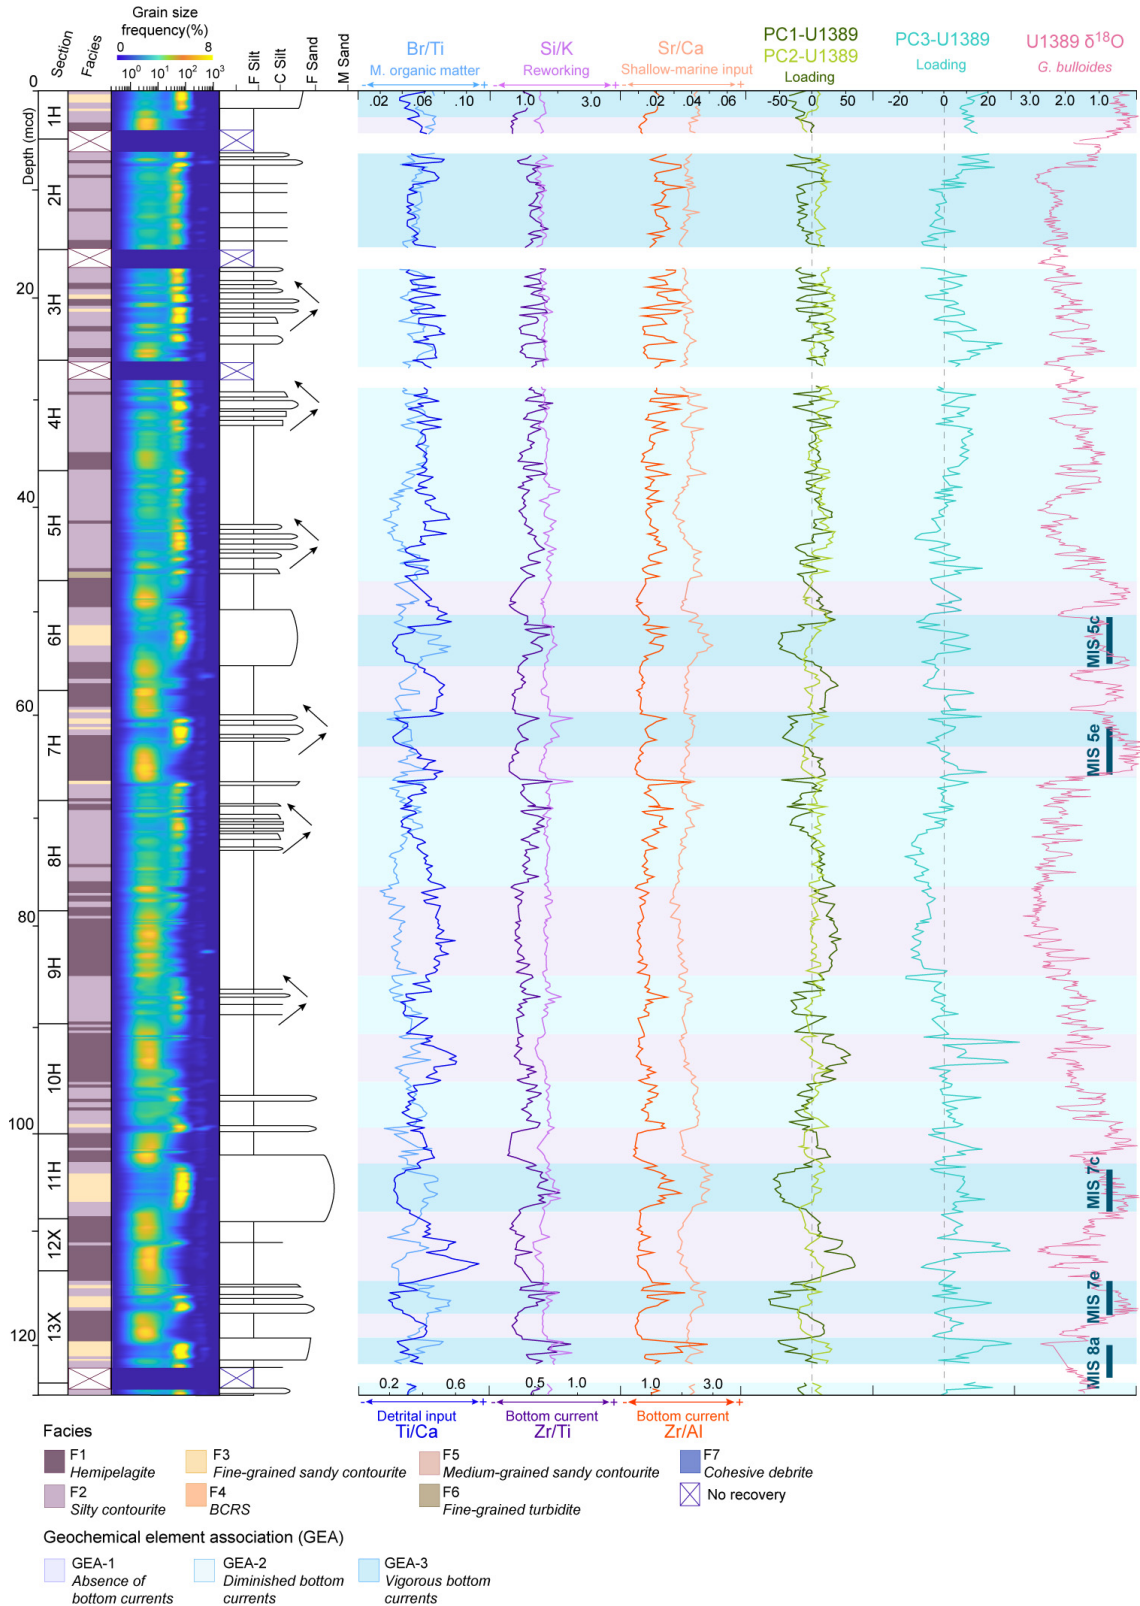 Grain size
frequency(%)
0 8
10⁰ 10¹ 10² 10³
Section
Facies
F Silt
C Silt
F Sand
M Sand
Br/Ti
M. organic matter
- +
Si/K
Reworking
- +
Sr/Ca
Shallow-marine input
- +
PC1-U1389
PC2-U1389
Loading
PC3-U1389
Loading
U1389 δ¹⁸O
G. bulloides
.02 .06 .10
1.0 3.0
.02 .04 .06
-50 0 50
-20 0 20
3.0 2.0 1.0
Depth (mcd)
0
20
40
60
80
100
120
1H
2H
3H
4H
5H
6H
7H
8H
9H
10H
11H
12X
13X
MIS 5c
MIS 5e
MIS 7c
MIS 7e
MIS 8a
0.2 0.6
0.5 1.0
1.0 3.0
- +
Detrital input
Ti/Ca
- +
Bottom current
Zr/Ti
- +
Bottom current
Zr/Al
Facies
F1
Hemipelagite
F2
Silty contourite
F3
Fine-grained sandy contourite
F4
BCRS
F5
Medium-grained sandy contourite
F6
Fine-grained turbidite
F7
Cohesive debrite
No recovery
Geochemical element association (GEA)
GEA-1
Absence of
bottom currents
GEA-2
Diminished bottom
currents
GEA-3
Vigorous bottom
currents